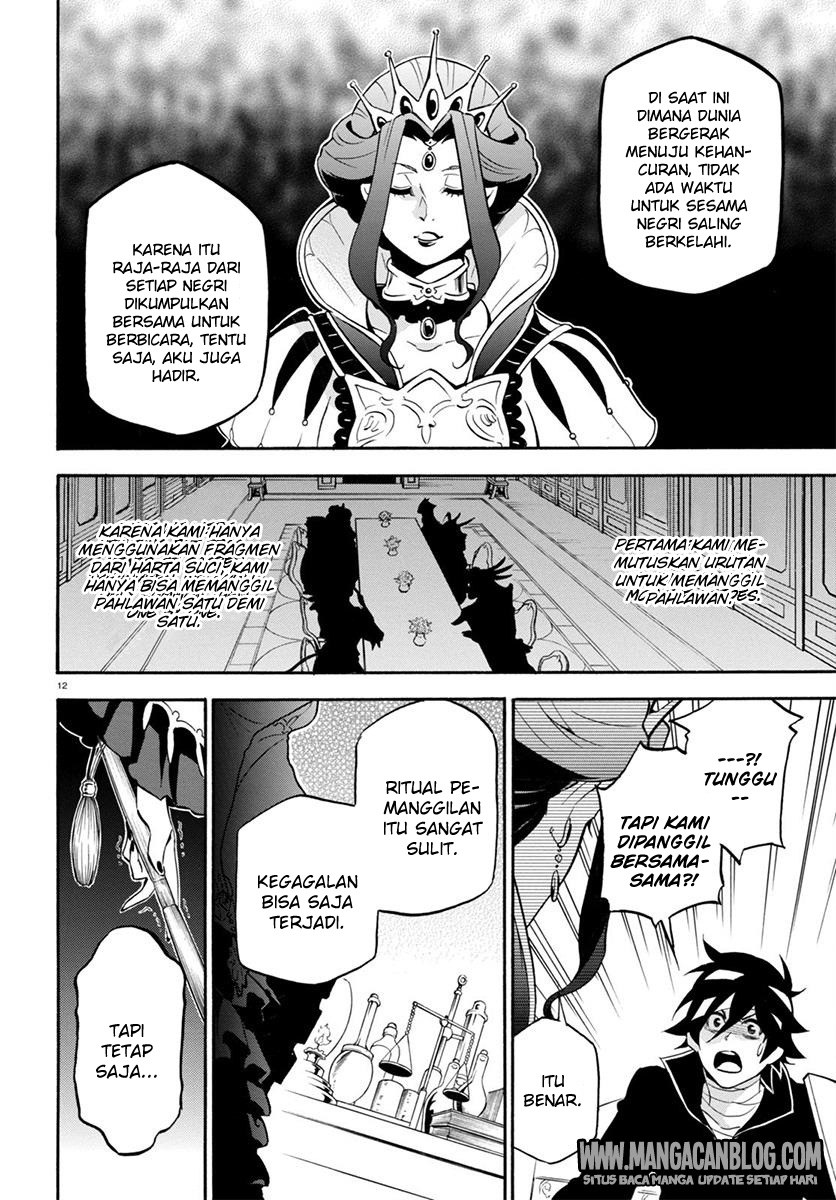 DI SAAT INI
DIMANA DUNIA
BERGERAK
MENUJU KEHAN-
CURAN, TIDAK
ADA WAKTU
UNTUK SESAMA
NEGRI SALING
BERKELAHI.
KARENA ITU
RAJA-RAJA DARI
SETIAP NEGRI
DIKUMPULKAN
BERSAMA UNTUK
BERBICARA, TENTU
SAJA, AKU JUGA
HADIR.
PERTAMA KAMI ME-
MUTUSKAN URUTAN
UNTUK MEMANGGIL
PAHLAWAN.
KARENA KAMI HANYA
MENGGUNAKAN FRAGMEN
DARI HARTA SUCI, KAMI
HANYA BISA MEMANGGIL
PAHLAWAN SATU DEMI
SATU.
12
---?!
TUNGGU
--
TAPI KAMI
DIPANGGIL
BERSAMA-
SAMA?!
ITU
BENAR.
RITUAL PE-
MANGGILAN
ITU SANGAT
SULIT.
KEGAGALAN
BISA SAJA
TERJADI.
TAPI
TETAP
SAJA...
WWW.MANGACANBLOG.COM
SITUS BACA MANGA UPDATE SETIAP HARI